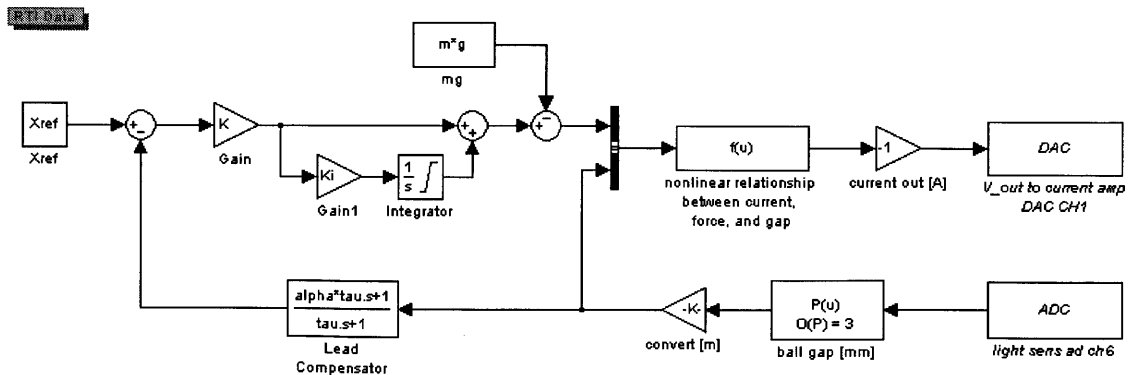 RTI Data
m*g
mg
Xref
Xref
+
-
K
Gain
Ki
Gain1
1
s
Integrator
+
+
-
+
f(u)
nonlinear relationship
between current,
force, and gap
-1
current out [A]
DAC
V_out to current amp
DAC CH1
alpha*tau.s+1
tau.s+1
Lead
Compensator
-K-
convert [m]
P(u)
O(P) = 3
ball gap [mm]
ADC
light sens ad ch6